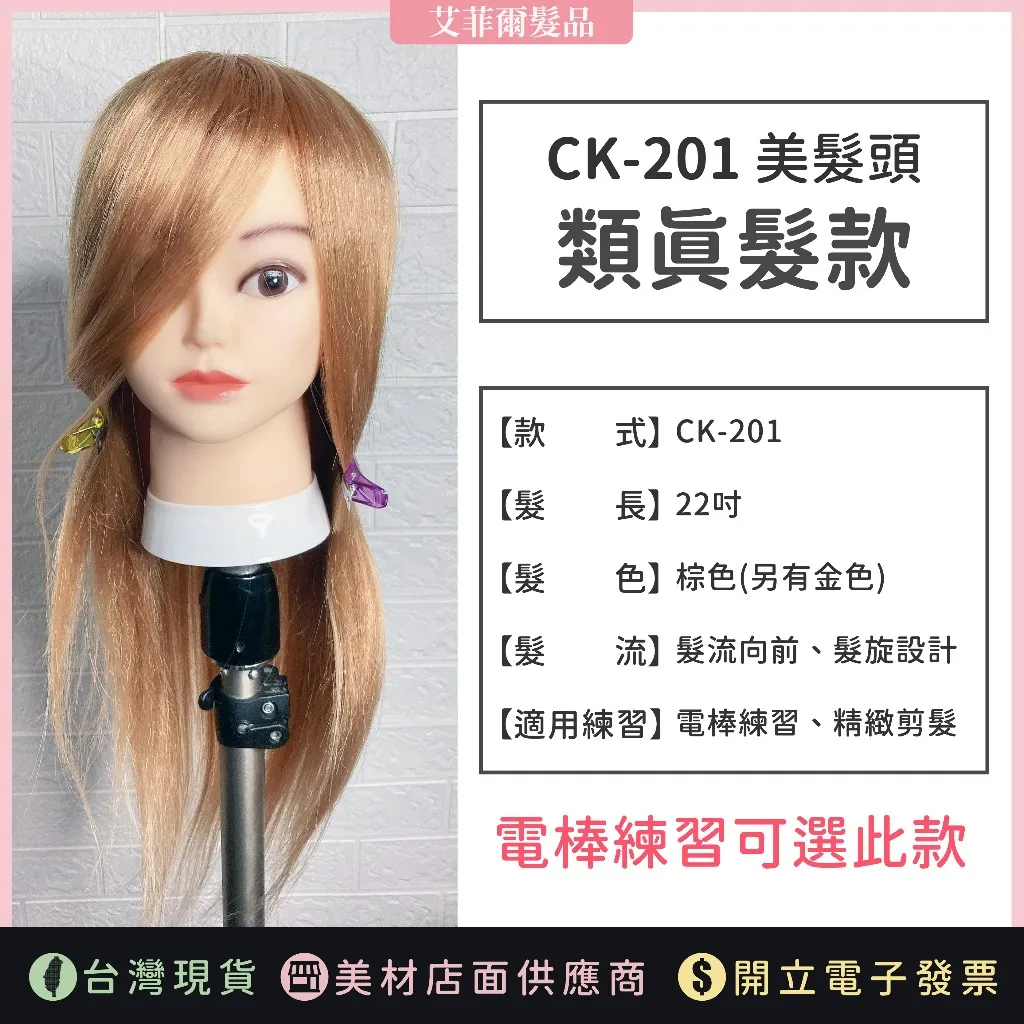 艾菲爾髮品
CK-201 美髮頭
類真髮款
【款式】CK-201
【髮長】22吋
【髮色】棕色(另有金色)
【髮流】髮流向前、髮旋設計
【適用練習】電棒練習、精緻剪髮
電棒練習可選此款
台灣現貨 美材店面供應商 開立電子發票